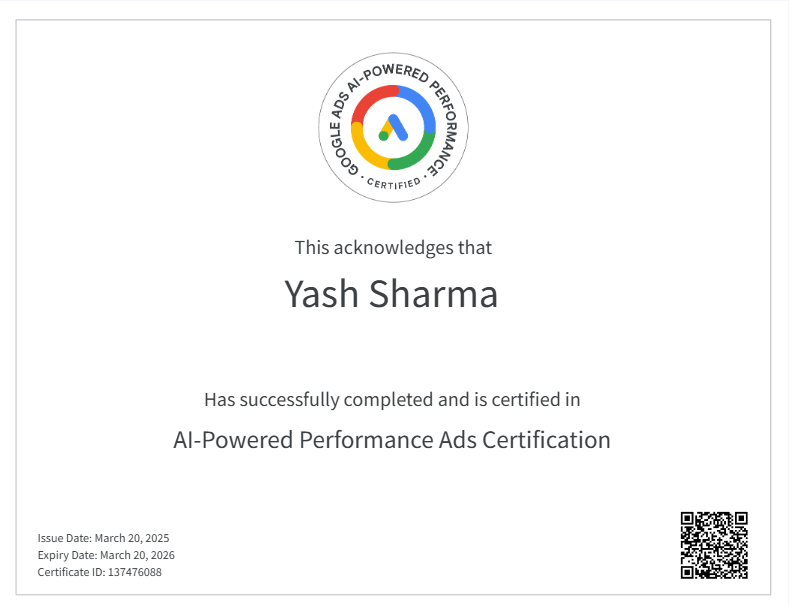 GOOGLE ADS AI-POWERED PERFORMANCE
· CERTIFIED ·
This acknowledges that
Yash Sharma
Has successfully completed and is certified in
AI-Powered Performance Ads Certification
Issue Date: March 20, 2025
Expiry Date: March 20, 2026
Certificate ID: 137476088